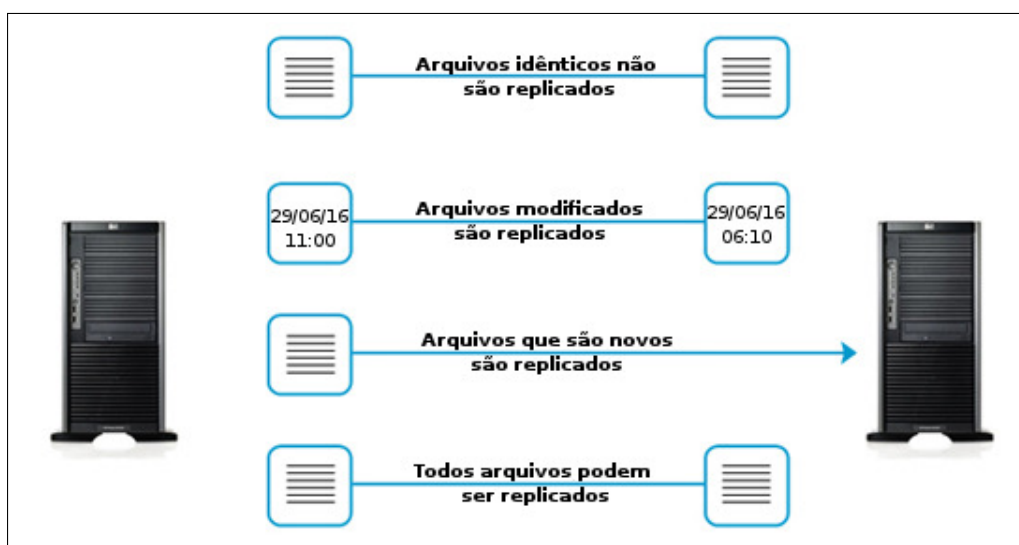 Arquivos idênticos não
são replicados
29/06/16
11:00
Arquivos modificados
são replicados
29/06/16
06:10
Arquivos que são novos
são replicados
Todos arquivos podem
ser replicados